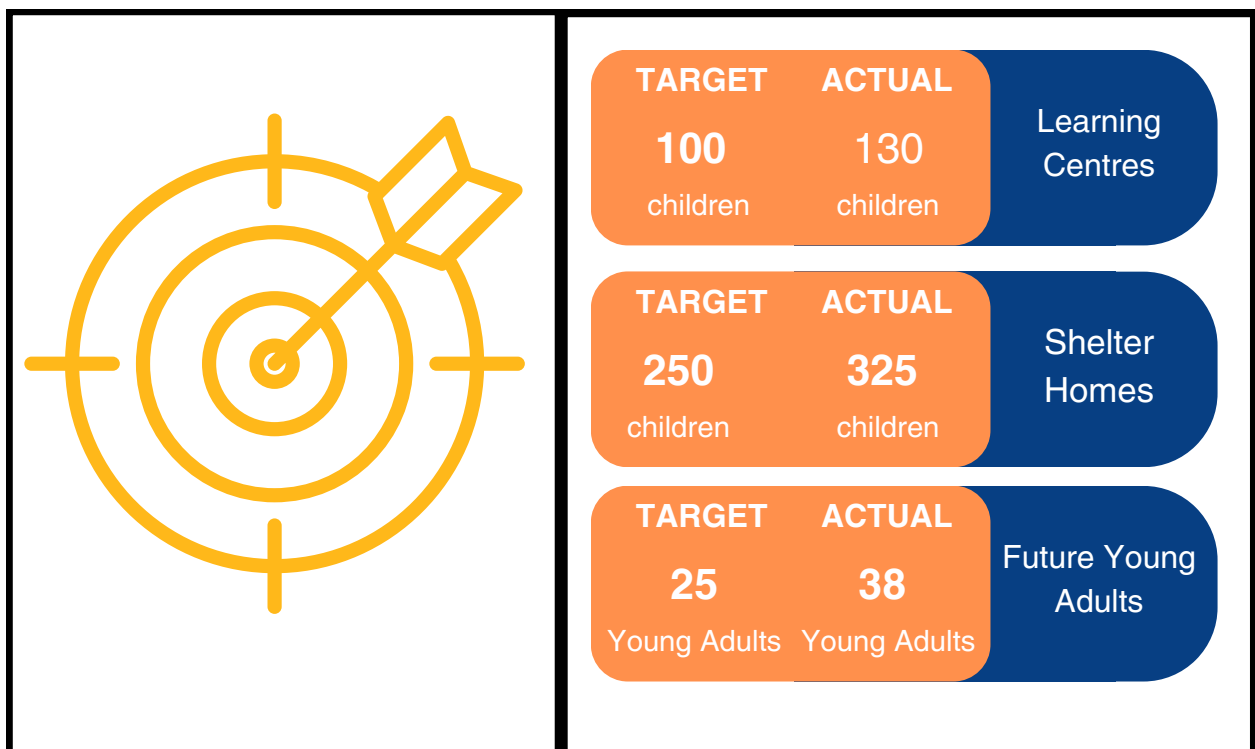 TARGET ACTUAL
100 130
children children
Learning
Centres
TARGET ACTUAL
250 325
children children
Shelter
Homes
TARGET ACTUAL
25 38
Young Adults Young Adults
Future Young
Adults